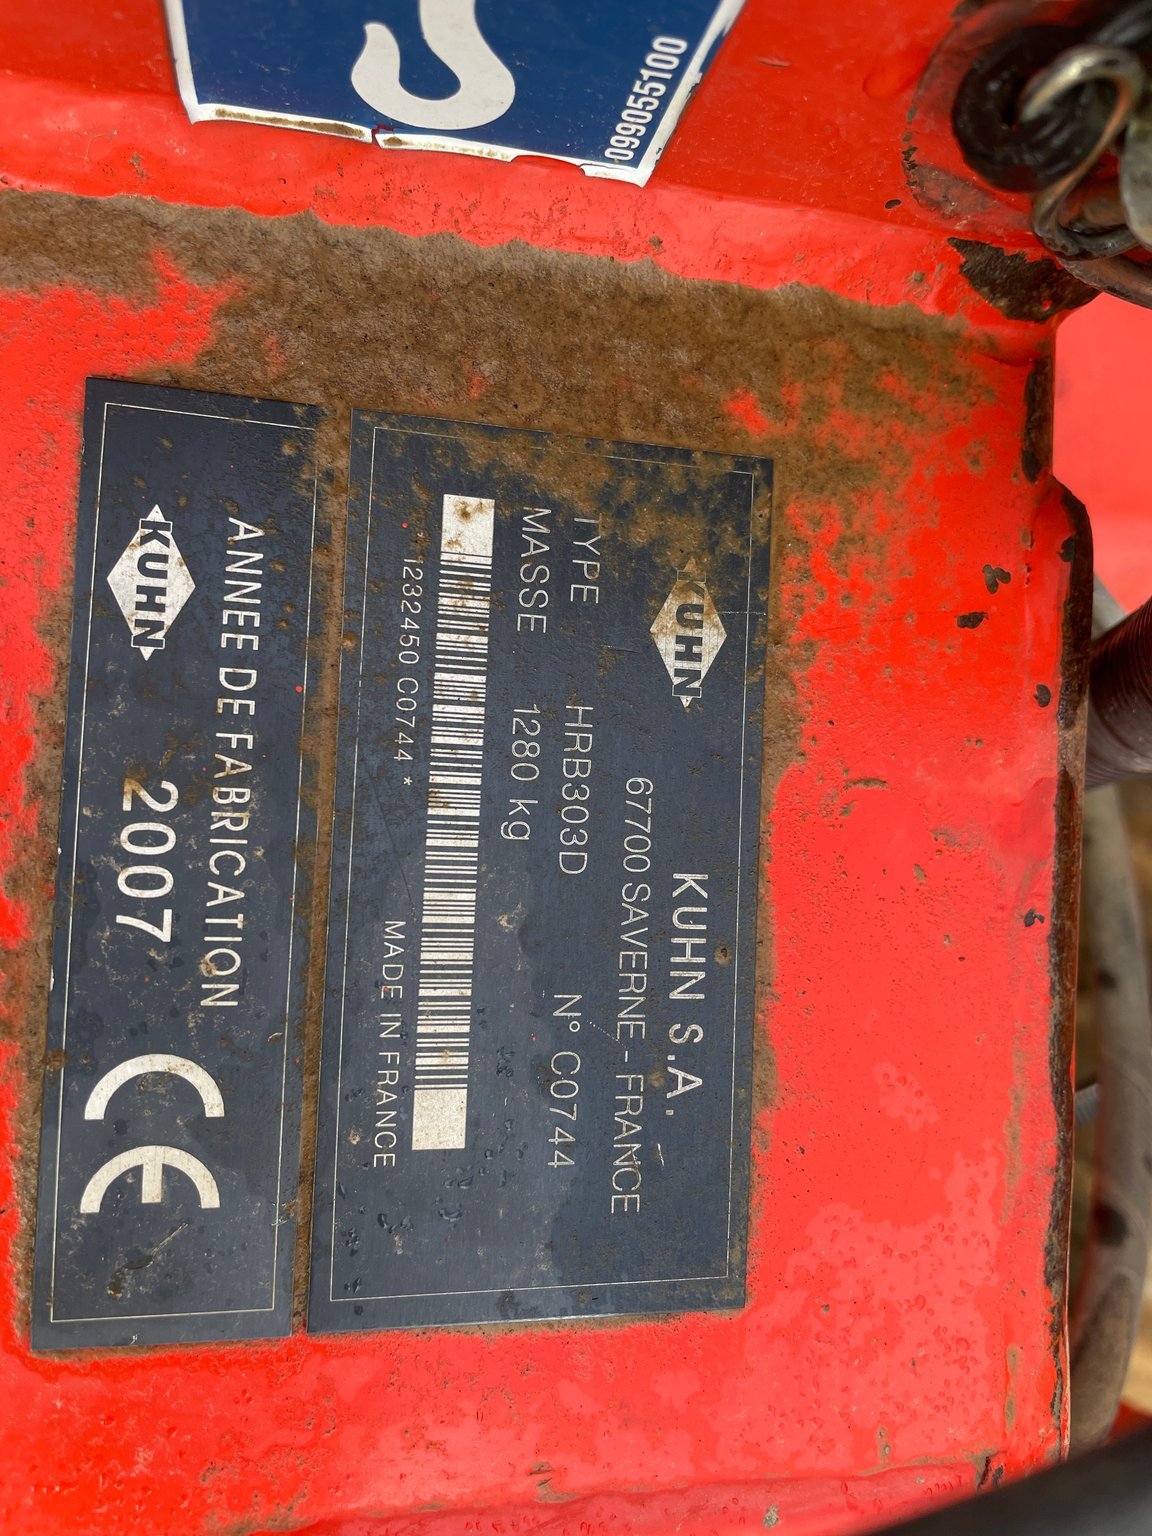 099055100
KUHN
KUHN S.A.
67700 SAVERNE - FRANCE
TYPE HRB303D N° C0744
MASSE 1280 kg
1232450 C0744 *
MADE IN FRANCE
KUHN
ANNEE DE FABRICATION
2007
CE